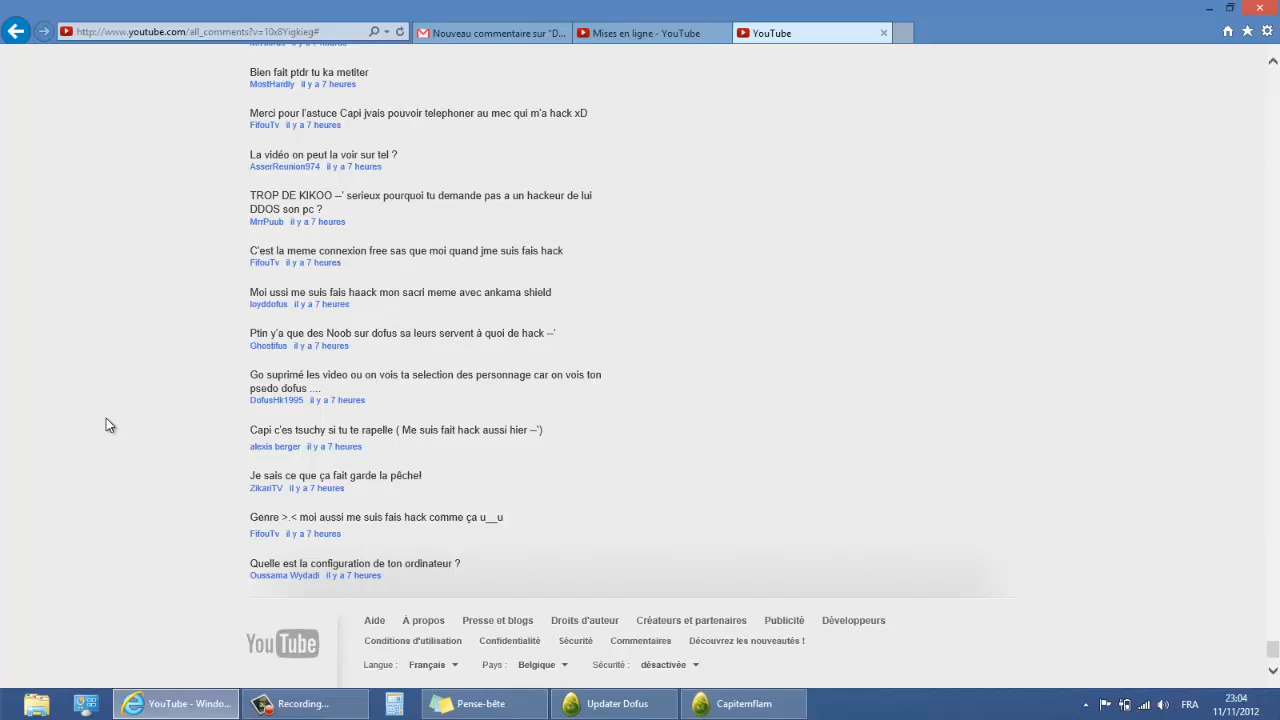 http://www.youtube.com/all_comments?v=10x8Yigkieg#
Nouveau commentaire sur "D...
Mises en ligne - YouTube
YouTube
il y a 7 heures
Bien fait ptdr tu ka metiter
MostHardly il y a 7 heures
Merci pour l'astuce Capi jvais pouvoir telephoner au mec qui m'a hack xD
FifouTv il y a 7 heures
La vidéo on peut la voir sur tel ?
AsserReunion974 il y a 7 heures
TROP DE KIKOO --' serieux pourquoi tu demande pas a un hackeur de lui
DDOS son pc ?
MrrPuub il y a 7 heures
C'est la meme connexion free sas que moi quand jme suis fais hack
FifouTv il y a 7 heures
Moi ussi me suis fais haack mon sacri meme avec ankama shield
loyddofus il y a 7 heures
Ptin y'a que des Noob sur dofus sa leurs servent à quoi de hack --'
Ghostifus il y a 7 heures
Go suprimé les video ou on vois ta selection des personnage car on vois ton
psedo dofus ....
DofusHk1995 il y a 7 heures
Capi c'es tsuchy si tu te rapelle ( Me suis fait hack aussi hier --')
alexis berger il y a 7 heures
Je sais ce que ça fait garde la pêche!
ZikariTV il y a 7 heures
Genre >.< moi aussi me suis fais hack comme ça u__u
FifouTv il y a 7 heures
Quelle est la configuration de ton ordinateur ?
Oussama Wydadi il y a 7 heures
YouTube
Aide À propos Presse et blogs Droits d'auteur Créateurs et partenaires Publicité Développeurs
Conditions d'utilisation Confidentialité Sécurité Commentaires Découvrez les nouveautés !
Langue : Français Pays : Belgique Sécurité : désactivée
YouTube - Windo...
Recording...
Pense-bête
Updater Dofus
Capitemflam
FRA
23:04
11/11/2012